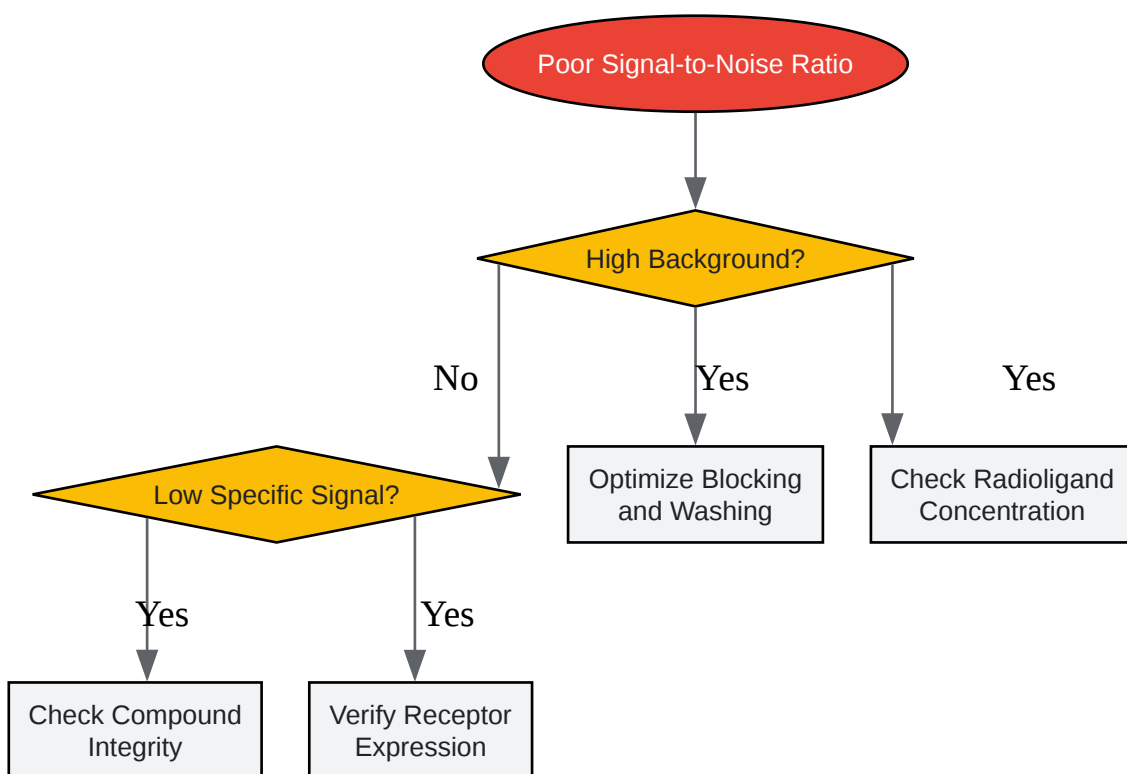 Poor Signal-to-Noise Ratio
High Background?
No
Yes
Yes
Low Specific Signal?
Optimize Blocking
and Washing
Check Radioligand
Concentration
Yes
Yes
Check Compound
Integrity
Verify Receptor
Expression